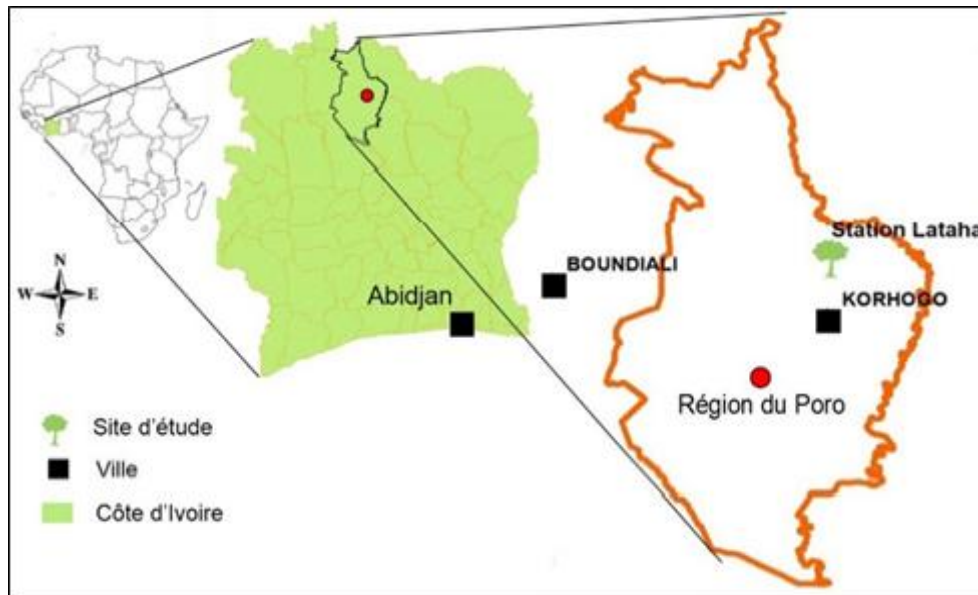 Station Lataha
BOUNDIALI
Abidjan
KORHOGO
N
W
E
S
Région du Poro
Site d'étude
Ville
Côte d'Ivoire